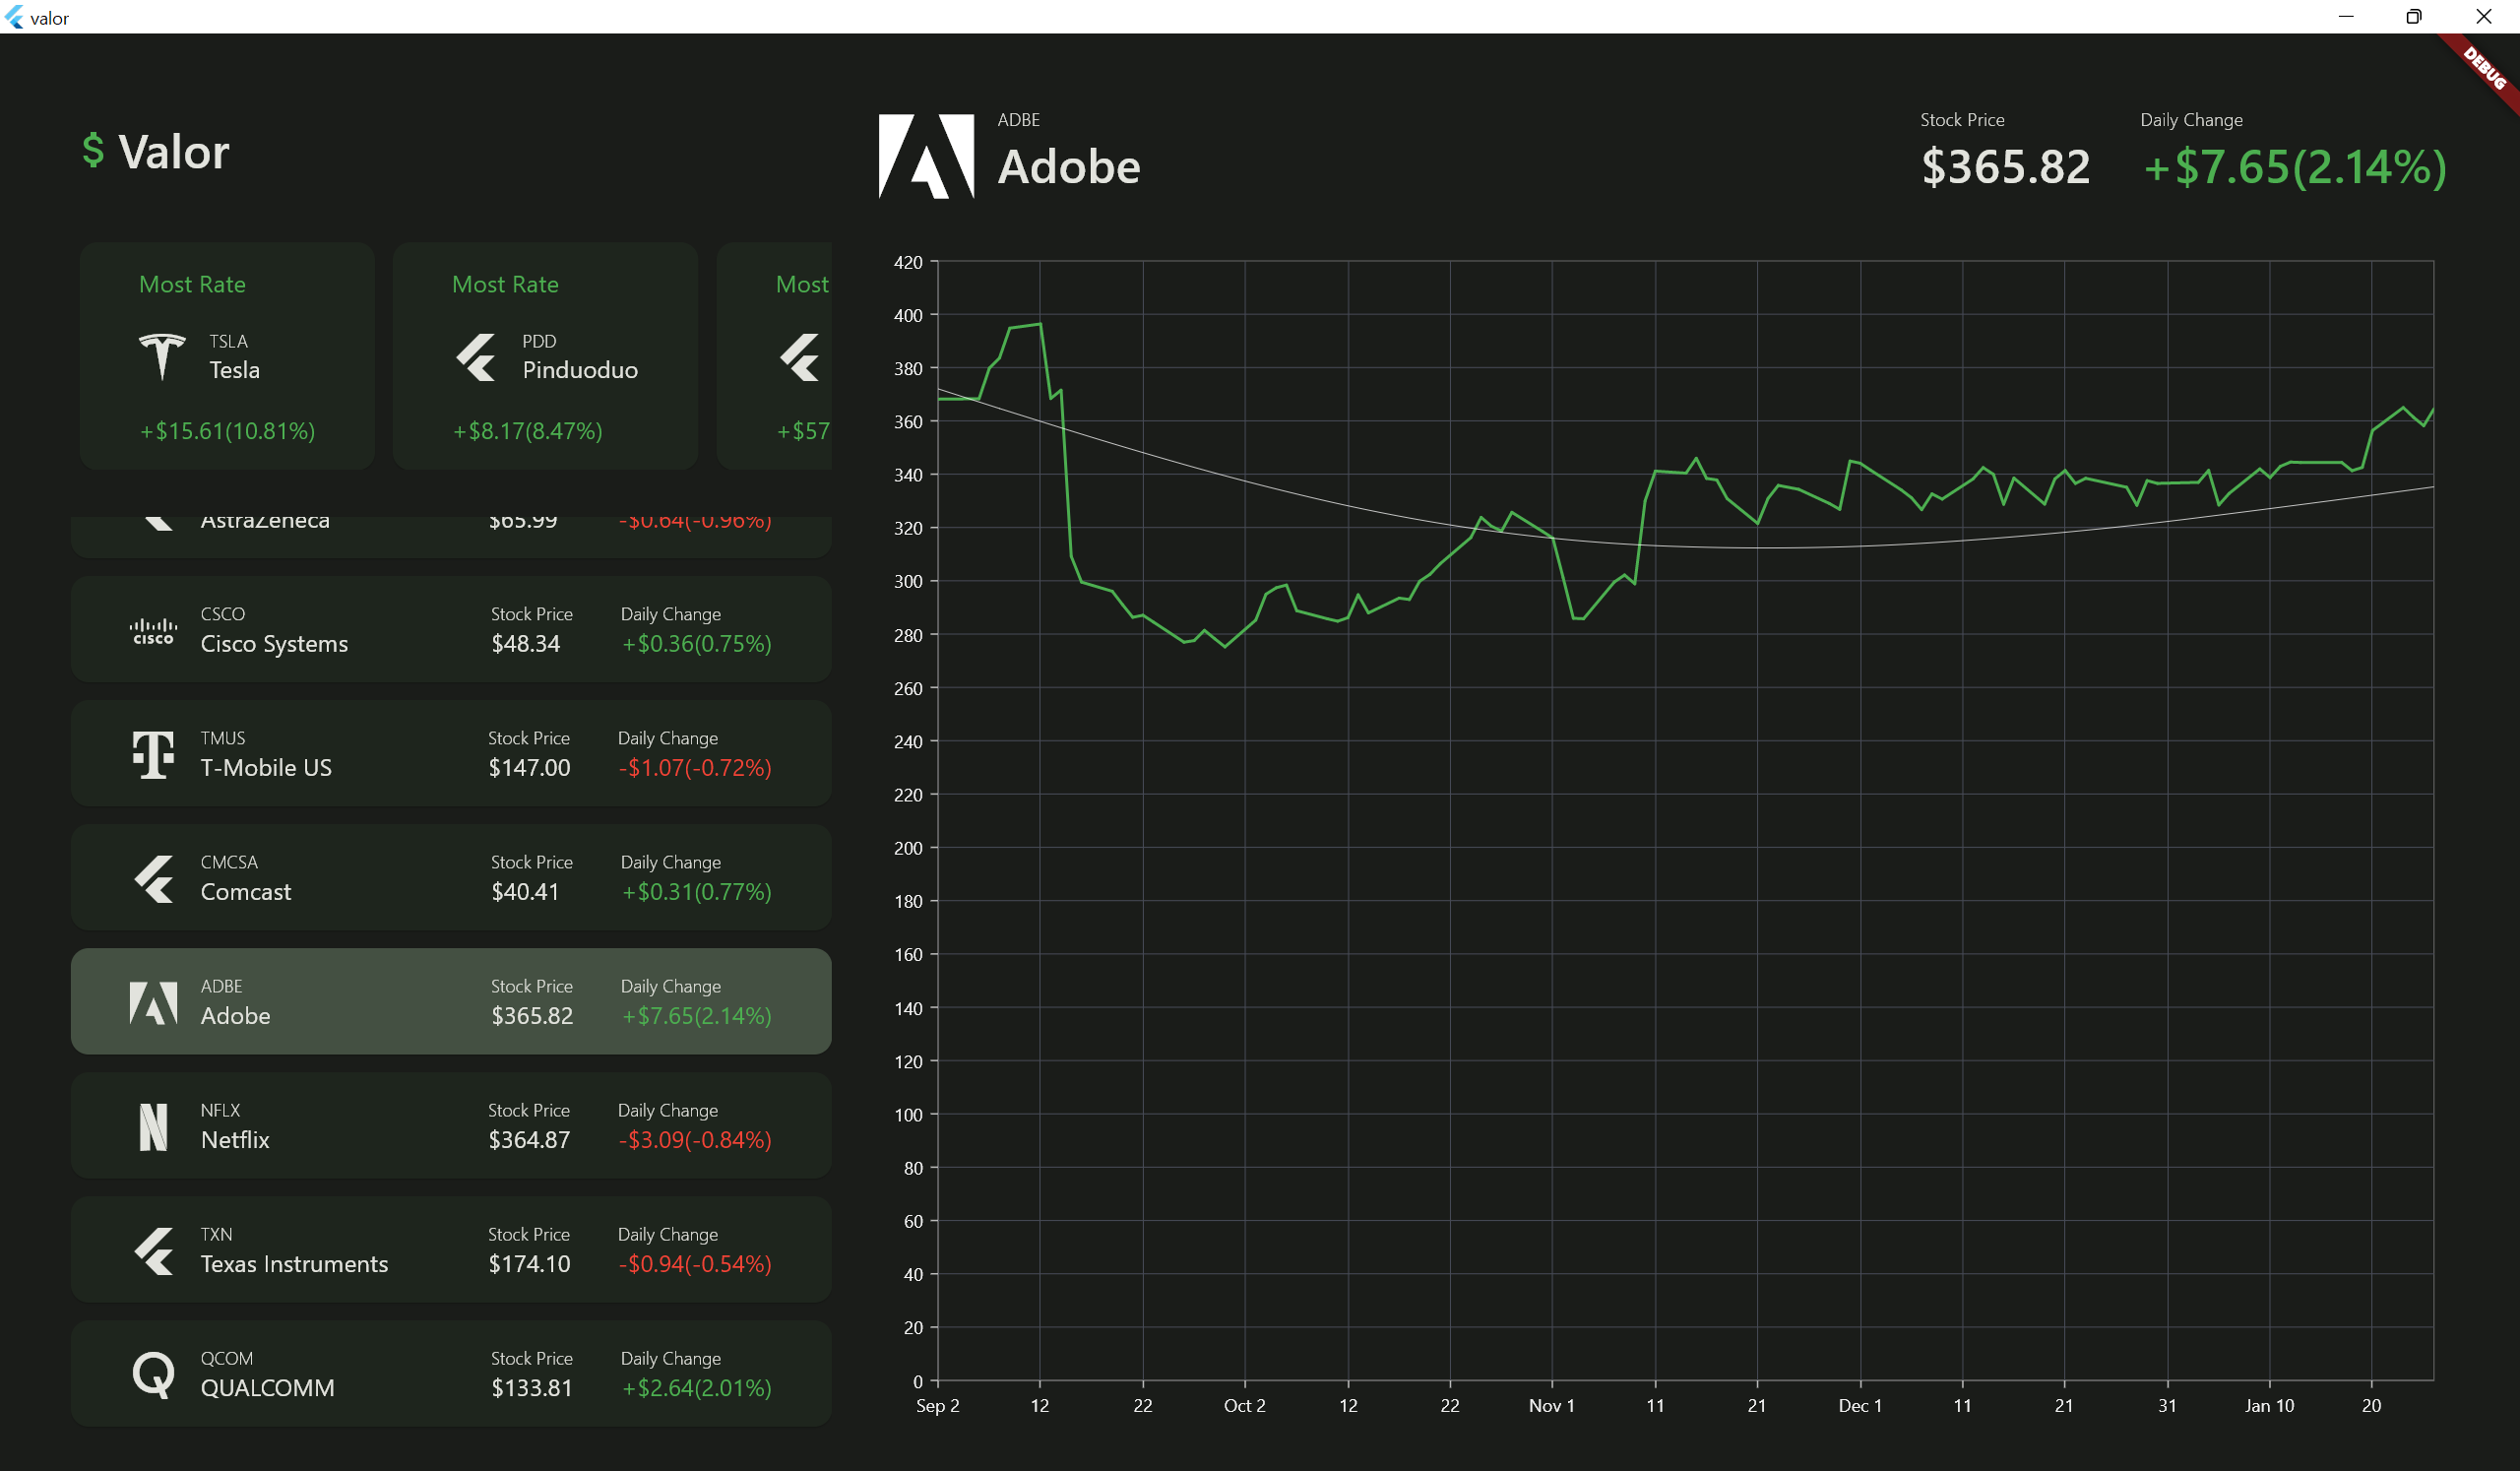 valor
DEBUG
$ Valor
Most Rate
TSLA
Tesla
+$15.61(10.81%)
Most Rate
PDD
Pinduoduo
+$8.17(8.47%)
Most
+$57
AstraZeneca $65.99 -$0.64(-0.96%)
CSCO Stock Price Daily Change
CISCO
Cisco Systems $48.34 +$0.36(0.75%)
TMUS Stock Price Daily Change
T-Mobile US $147.00 -$1.07(-0.72%)
CMCSA Stock Price Daily Change
Comcast $40.41 +$0.31(0.77%)
ADBE Stock Price Daily Change
Adobe $365.82 +$7.65(2.14%)
NFLX Stock Price Daily Change
Netflix $364.87 -$3.09(-0.84%)
TXN Stock Price Daily Change
Texas Instruments $174.10 -$0.94(-0.54%)
QCOM Stock Price Daily Change
QUALCOMM $133.81 +$2.64(2.01%)
ADBE Stock Price Daily Change
Adobe $365.82 +$7.65(2.14%)
420
400
380
360
340
320
300
280
260
240
220
200
180
160
140
120
100
80
60
40
20
0
Sep 2 12 22 Oct 2 12 22 Nov 1 11 21 Dec 1 11 21 31 Jan 10 20